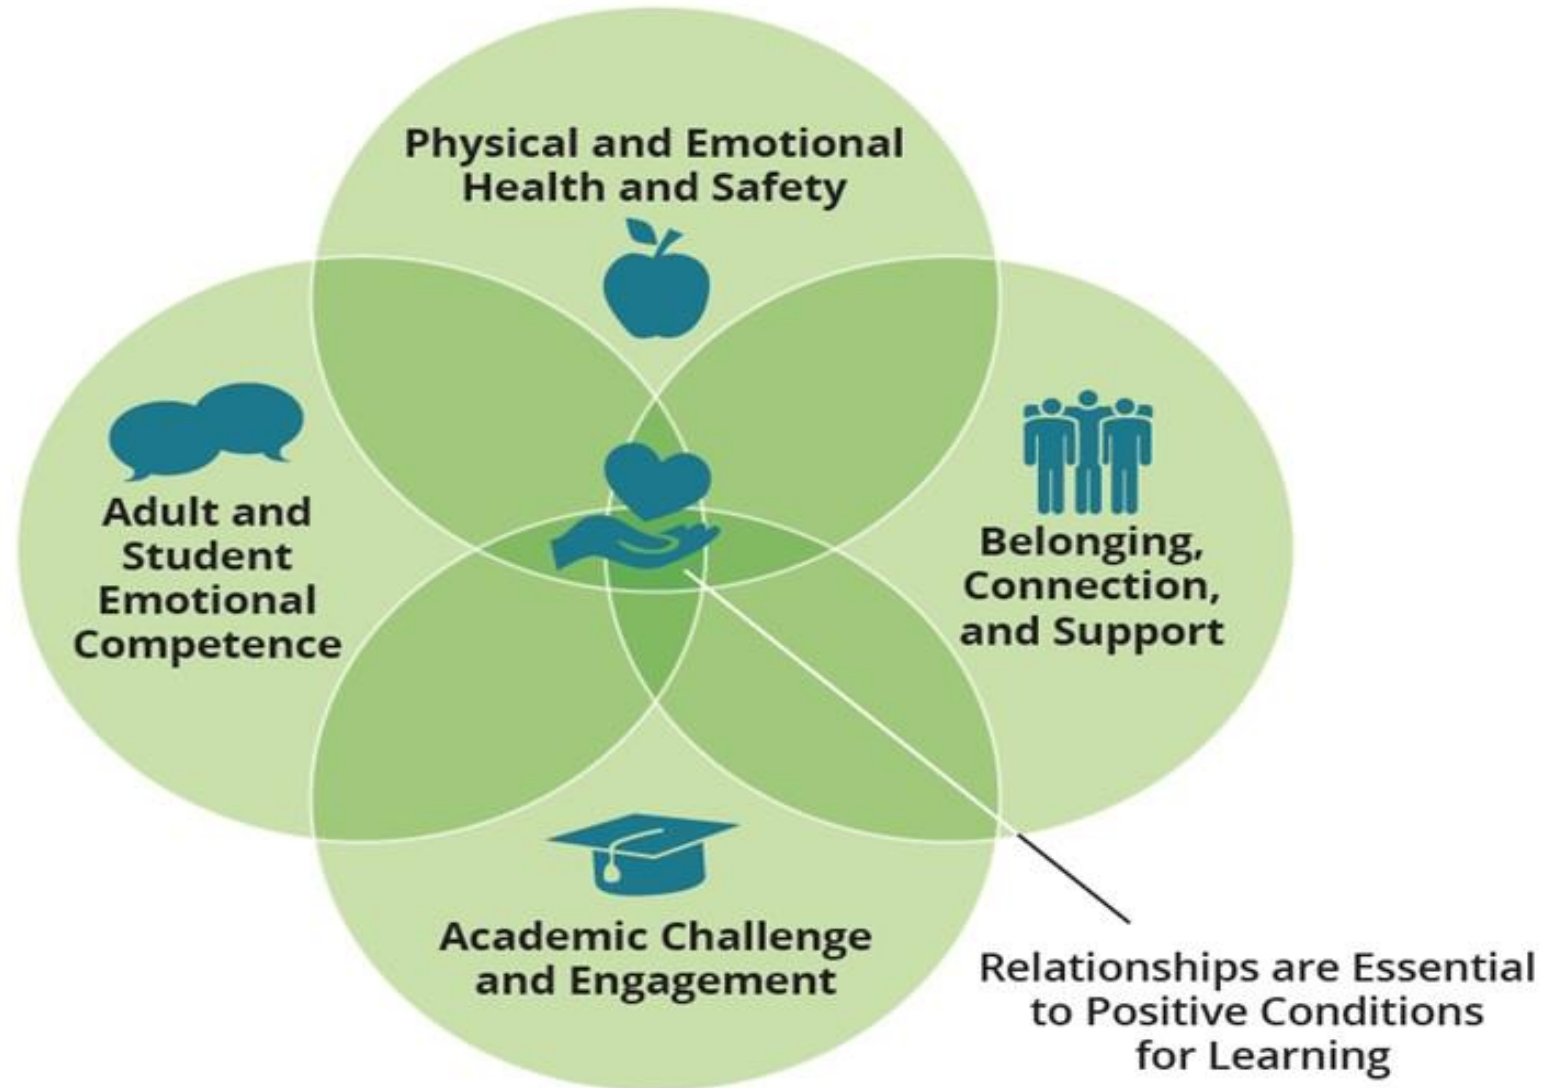 Physical and Emotional
Health and Safety
Adult and
Student
Emotional
Competence
Belonging,
Connection,
and Support
Academic Challenge
and Engagement
Relationships are Essential
to Positive Conditions
for Learning